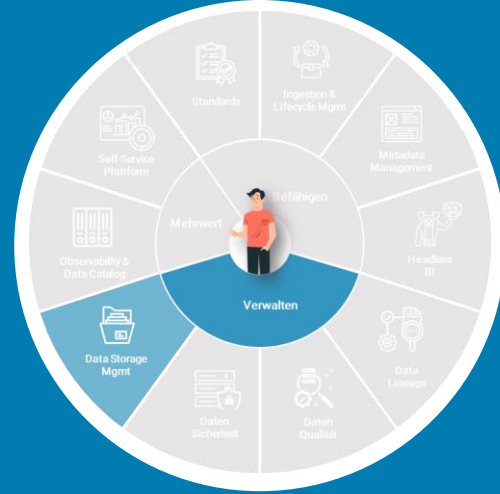 Standards
Ingestion &
Lifecycle Mgmt
Self-Service
Plattform
Metadata
Management
Befähigen
Mehrwert
Observability &
Data Catalog
Headless
BI
Verwalten
Data Storage
Mgmt
Data
Lineage
Daten
Sicherheit
Daten
Qualität